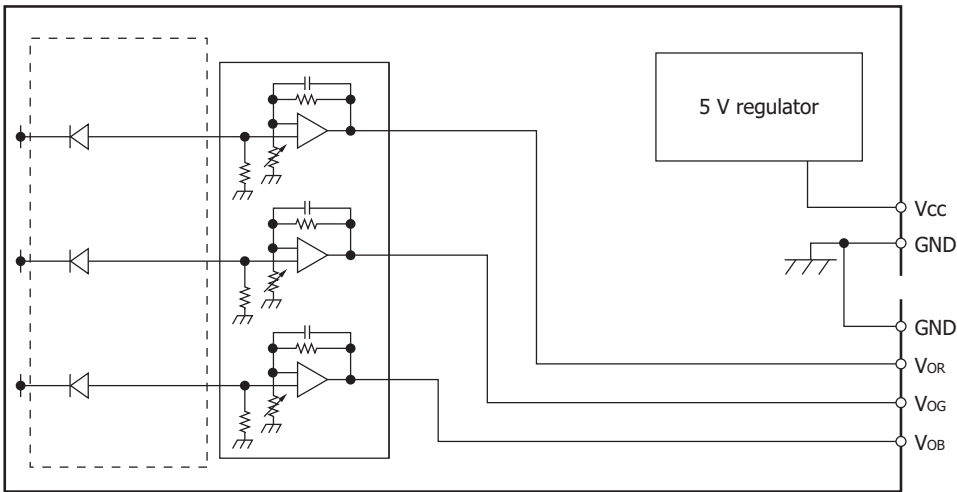 5 V regulator
Vcc
GND
GND
VOR
VOG
VOB